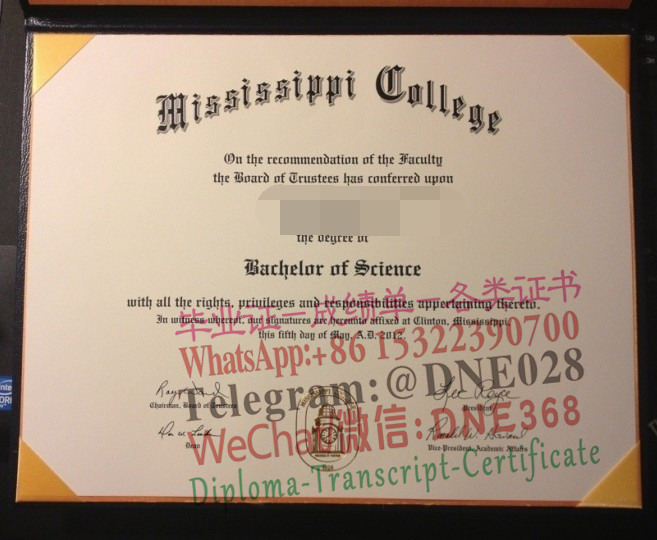 Mississippi College
On the recommendation of the Faculty
the Board of Trustees has conferred upon
the degree of
Bachelor of Science
with all the rights, privileges and responsibilities appertaining thereto.
毕业证-成绩单-各类证书
In witness whereof, our signatures are hereunto affixed at Clinton, Mississippi,
this fifth day of May, A.D. 2012.
WhatsApp:+86 15322390700
Telegram:@DNE028
Chairman, Board of Trustees
President
WeChat微信:DNE368
Dean
Vice-President, Academic Affairs
Diploma-Transcript-Certificate